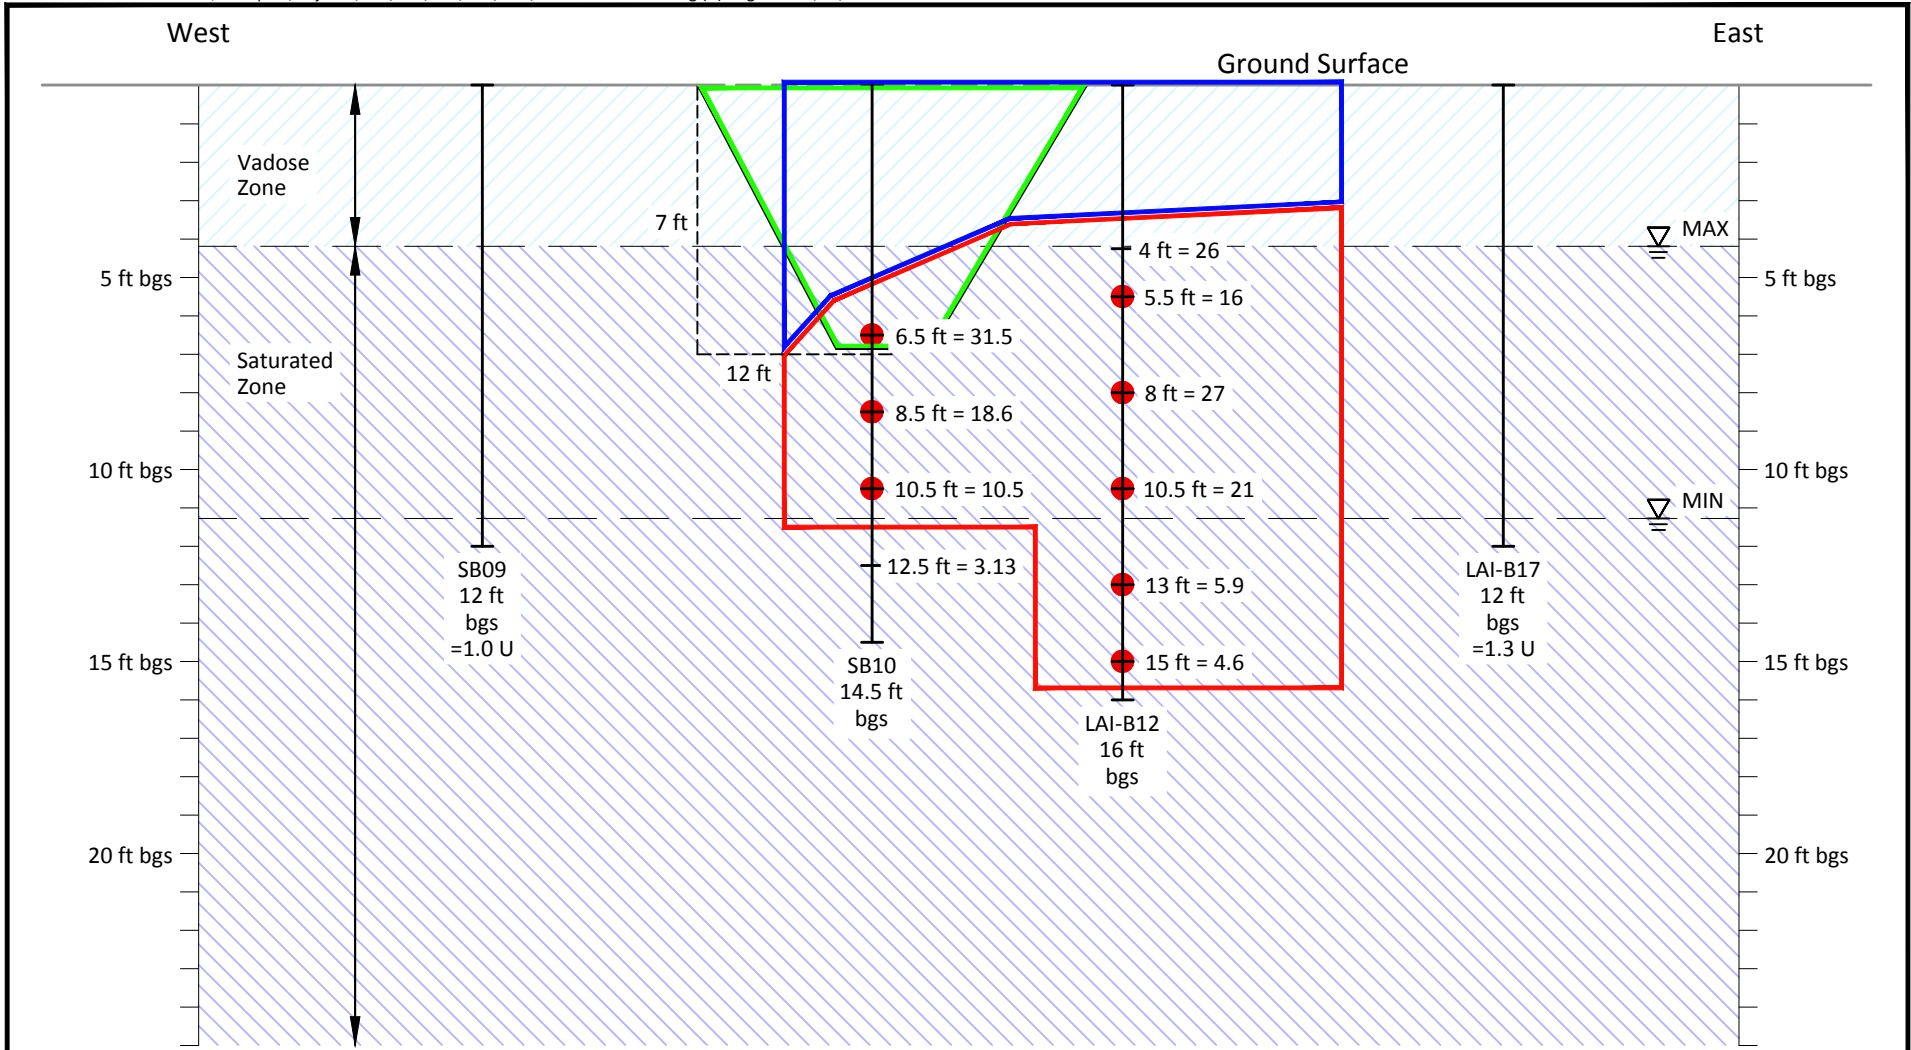 West
East
Ground Surface
Vadose
Zone
7 ft
MAX
4 ft = 26
5 ft bgs
5 ft bgs
5.5 ft = 16
6.5 ft = 31.5
Saturated
Zone
12 ft
8 ft = 27
8.5 ft = 18.6
10 ft bgs
10 ft bgs
10.5 ft = 10.5
10.5 ft = 21
MIN
12.5 ft = 3.13
13 ft = 5.9
SB09
12 ft
bgs
=1.0 U
LAI-B17
12 ft
bgs
=1.3 U
15 ft bgs
15 ft bgs
15 ft = 4.6
SB10
14.5 ft
bgs
LAI-B12
16 ft
bgs
20 ft bgs
20 ft bgs